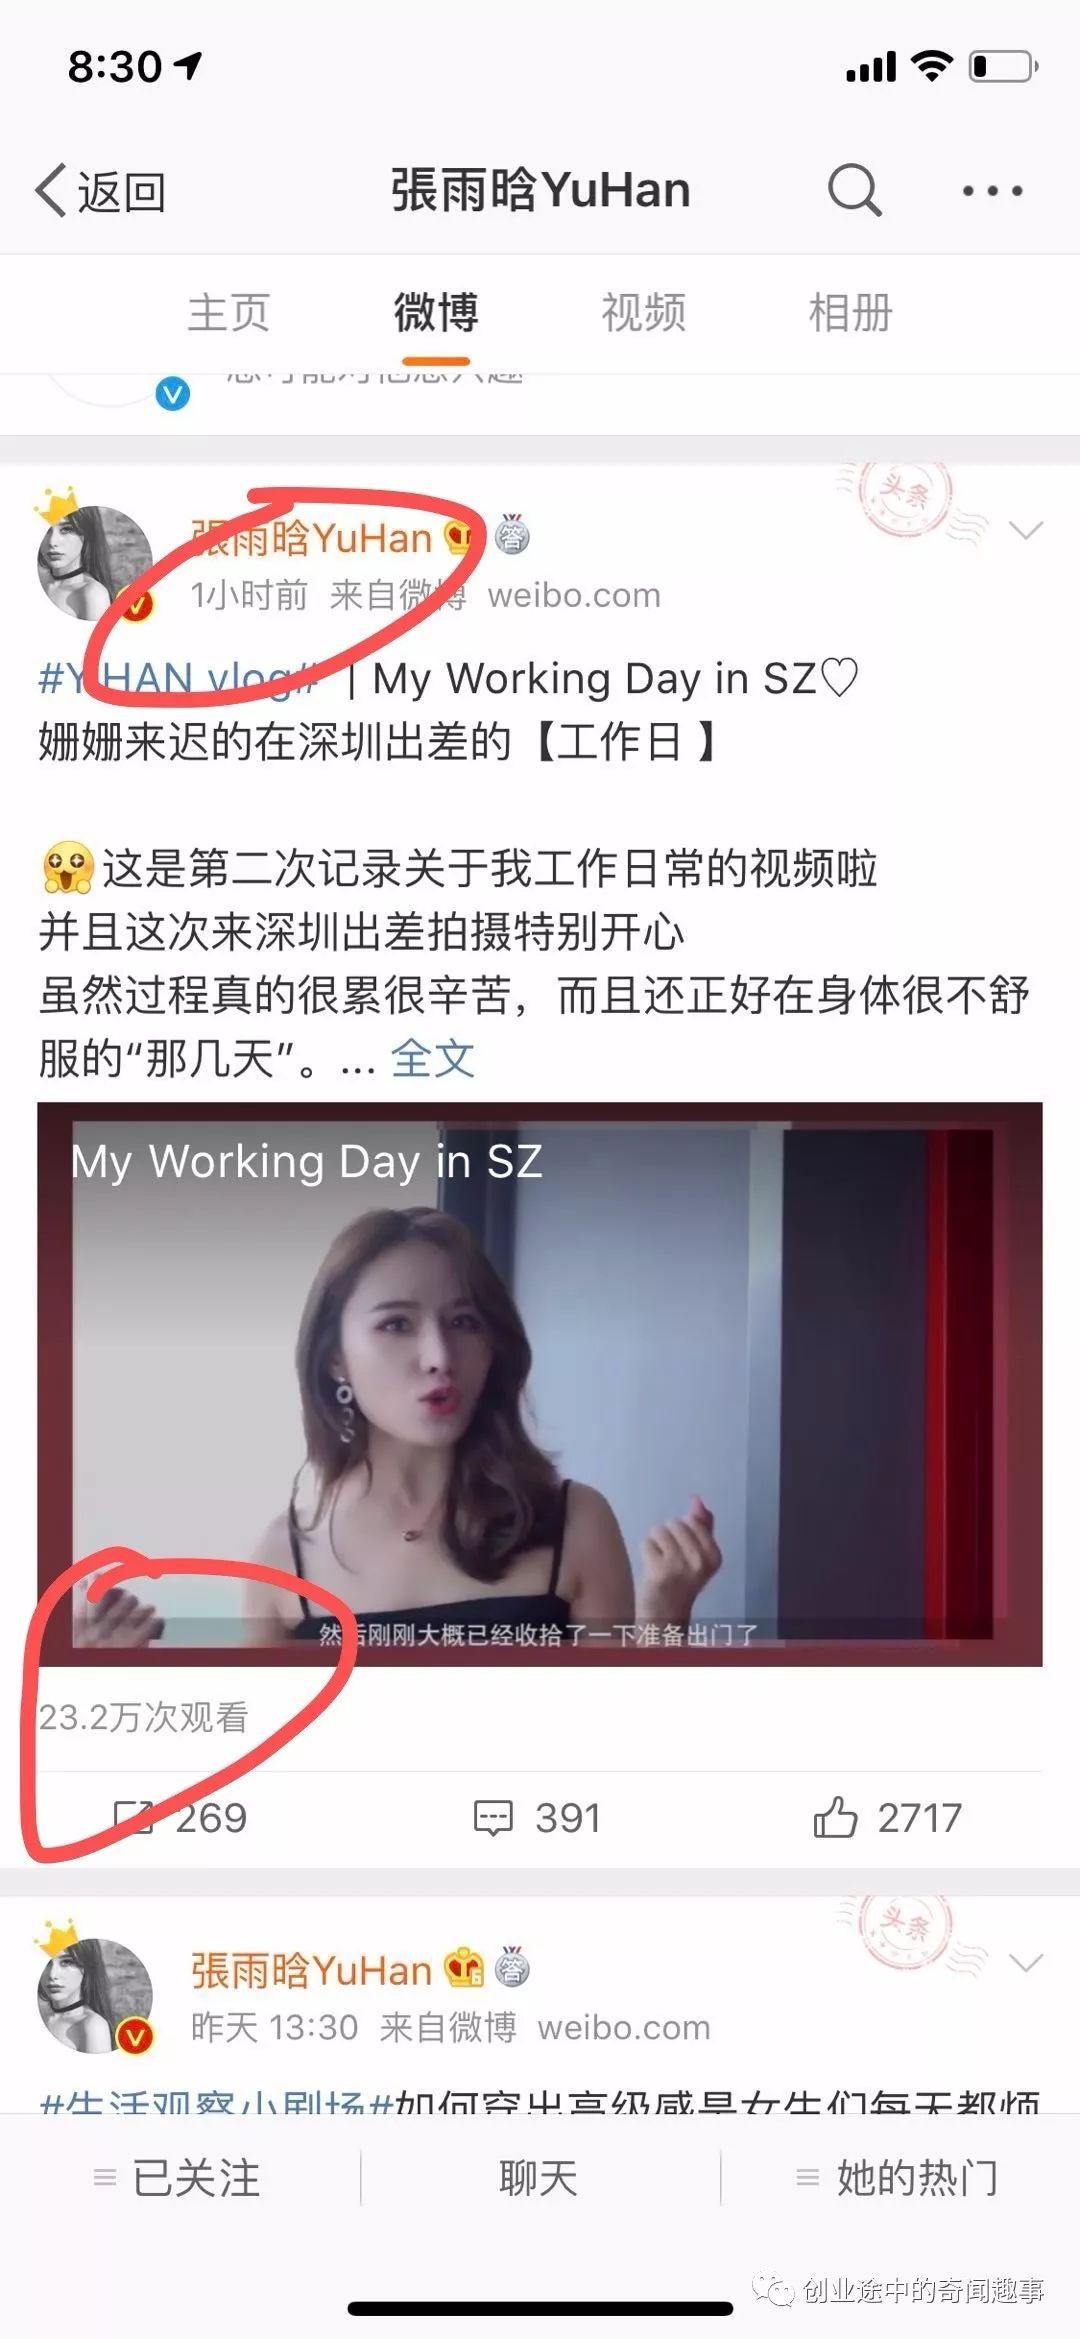 8:30
返回
張雨晗YuHan
主页
微博
视频
相册
張雨晗YuHan
头条
1小时前 来自微博 weibo.com
#YUHAN vlog# | My Working Day in SZ♡
姗姗来迟的在深圳出差的【工作日 】
这是第二次记录关于我工作日常的视频啦
并且这次来深圳出差拍摄特别开心
虽然过程真的很累很辛苦，而且还正好在身体很不舒
服的“那几天”。... 全文
My Working Day in SZ
然后刚刚大概已经收拾了一下准备出门了
23.2万次观看
269
391
2717
張雨晗YuHan
头条
昨天 13:30 来自微博 weibo.com
#生活观察小剧场#如何穿出高级感是女生们每天都烦
已关注
聊天
她的热门
创业途中的奇闻趣事